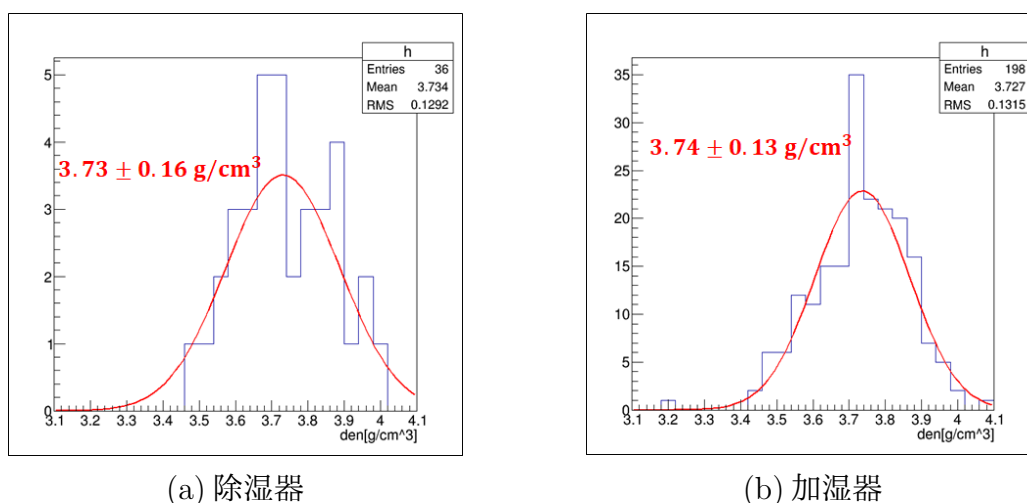 h
Entries 36
Mean 3.734
RMS 0.1292
5
4
3
2
1
0
3.73 ± 0.16 g/cm³
3.1 3.2 3.3 3.4 3.5 3.6 3.7 3.8 3.9 4 4.1
den[g/cm^3]
(a) 除湿器
h
Entries 198
Mean 3.727
RMS 0.1315
35
30
25
20
15
10
5
0
3.74 ± 0.13 g/cm³
3.1 3.2 3.3 3.4 3.5 3.6 3.7 3.8 3.9 4 4.1
den[g/cm^3]
(b) 加湿器